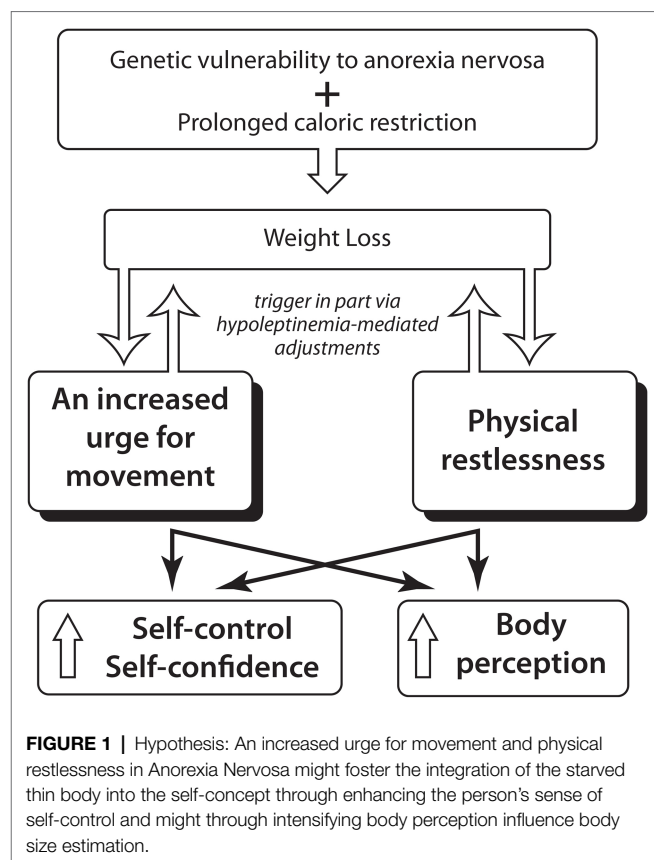 Genetic vulnerability to anorexia nervosa
+
Prolonged caloric restriction
Weight Loss
trigger in part via
hypoleptinemia-mediated
adjustments
An increased
urge for
movement
Physical
restlessness
Self-control
Self-confidence
Body
perception
FIGURE 1 | Hypothesis: An increased urge for movement and physical
restlessness in Anorexia Nervosa might foster the integration of the starved
thin body into the self-concept through enhancing the person’s sense of
self-control and might through intensifying body perception influence body
size estimation.